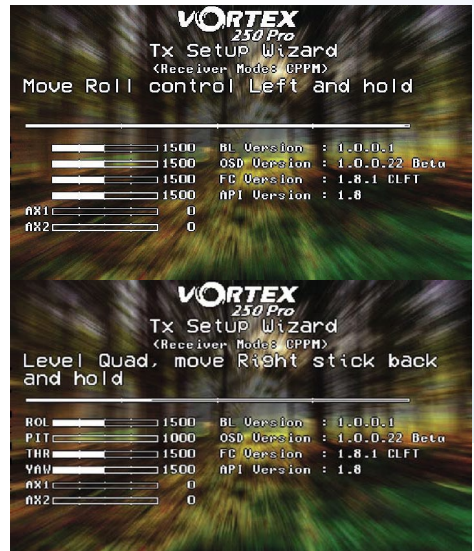 VORTEX
250 Pro
Tx Setup Wizard
(Receiver Mode: CPPM)
Move Roll control Left and hold
1500 BL Version : 1.0.0.1
1500 OSD Version : 1.0.0.22 Beta
1500 FC Version : 1.8.1 CLFT
1500 API Version : 1.8
AX1 0
AX2 0
VORTEX
250 Pro
Tx Setup Wizard
(Receiver Mode: CPPM)
Level Quad, move Right stick back
and hold
ROL 1500 BL Version : 1.0.0.1
PIT 1000 OSD Version : 1.0.0.22 Beta
THR 1500 FC Version : 1.8.1 CLFT
YAW 1500 API Version : 1.8
AX1 0
AX2 0